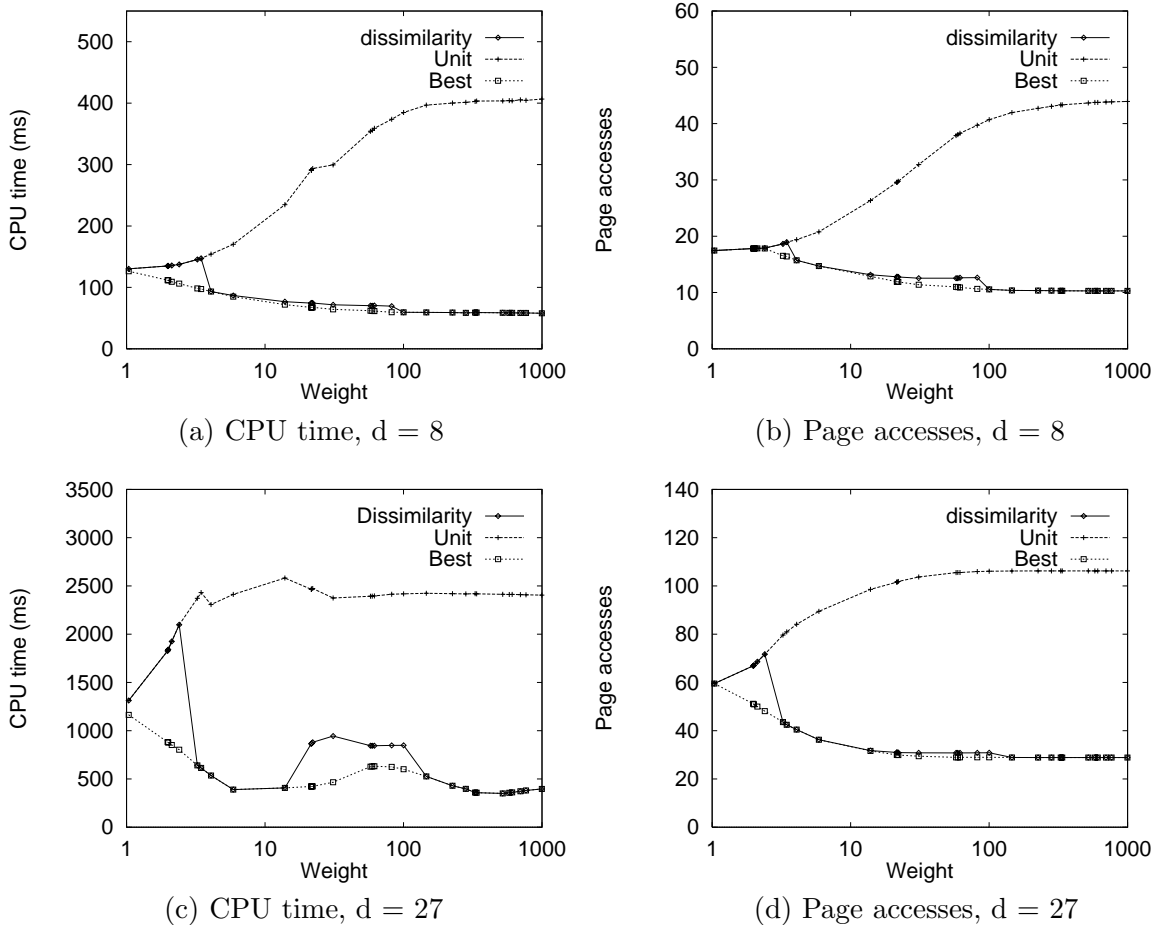 CPU time (ms)
550
500
400
300
200
100
0
1
10
100
1000
Weight
dissimilarity
Unit
Best
(a) CPU time, d = 8
Page accesses
60
50
40
30
20
10
0
1
10
100
1000
Weight
dissimilarity
Unit
Best
(b) Page accesses, d = 8
CPU time (ms)
3500
3000
2500
2000
1500
1000
500
0
1
10
100
1000
Weight
Dissimilarity
Unit
Best
(c) CPU time, d = 27
Page accesses
140
120
100
80
60
40
20
0
1
10
100
1000
Weight
dissimilarity
Unit
Best
(d) Page accesses, d = 27